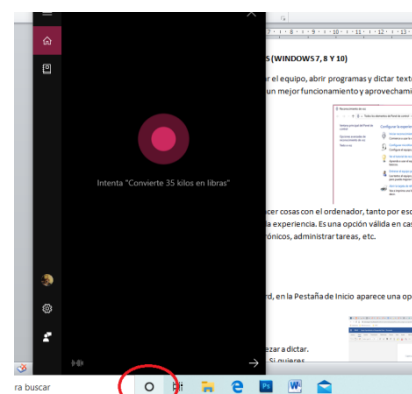 S (WINDOWS 7, 8 Y 10)
r el equipo, abrir programas y dictar text
un mejor funcionamiento y aprovechami
Intenta "Convierte 35 kilos en libras"
cer cosas con el ordenador, tanto por esc
a experiencia. Es una opción válida en cas
rónicos, administrar tareas, etc.
rd, en la Pestaña de Inicio aparece una op
ezar a dictar.
Si quieres
ra buscar